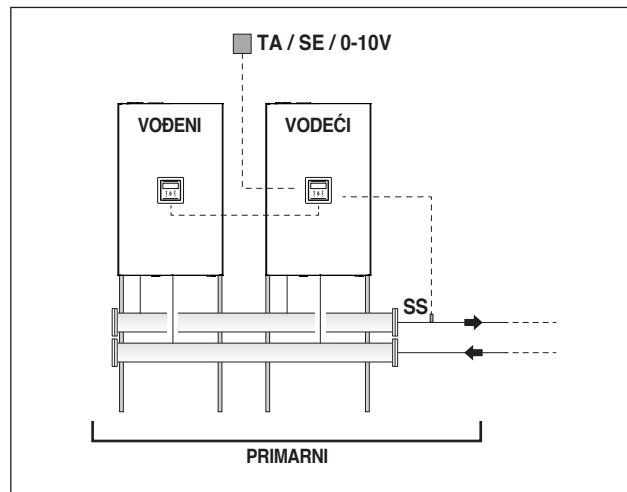 TA / SE / 0-10V
VOĐENI
VODEĆI
SS
PRIMARNI